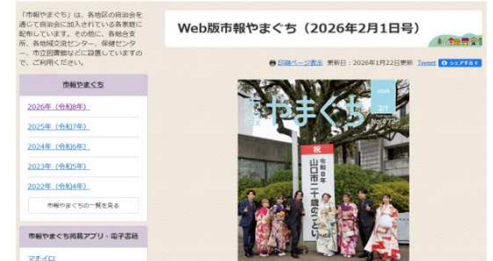 「市報やまぐち」は、各地区の自治会を
通じて自治会に加入されている各家庭に
配布しています。その他に、各総合支
所、各地域交流センター、保健センタ
ー、市立図書館などに設置していますの
で、ご利用ください。
市報やまぐち
2026年（令和8年）
2025年（令和7年）
2024年（令和6年）
2023年（令和5年）
2022年（令和4年）
市報やまぐちの一覧を見る
市報やまぐち掲載アプリ・電子書籍
マチイロ
Web版市報やまぐち（2026年2月1日号）
印刷ページ表示 更新日：2026年1月22日更新 Tweet シェアする
やまぐち
2026
2/1
祝
令和8年
山口市二十歳のつどい